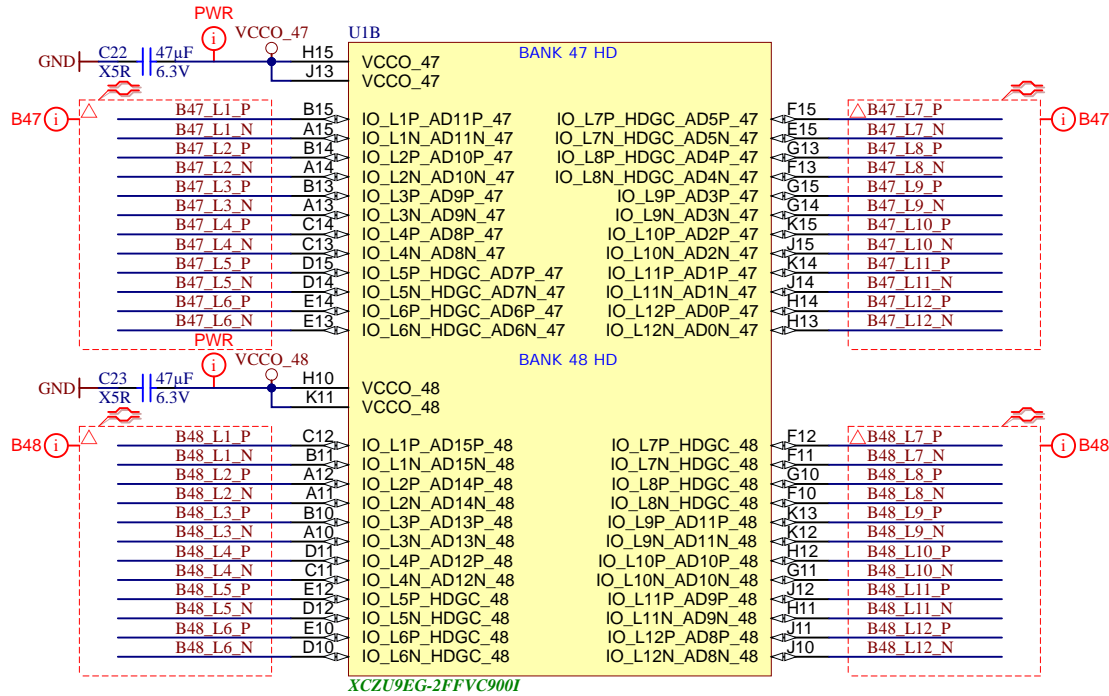 PWR
VCCO_47
U1B
BANK 47 HD
GND
C22
47µF
X5R
6.3V
H15
VCCO_47
J13
VCCO_47
B47 i
B47_L1_P B15 IO_L1P_AD11P_47 IO_L7P_HDGC_AD5P_47 F15 B47_L7_P
B47_L1_N A15 IO_L1N_AD11N_47 IO_L7N_HDGC_AD5N_47 E15 B47_L7_N
B47_L2_P B14 IO_L2P_AD10P_47 IO_L8P_HDGC_AD4P_47 G13 B47_L8_P
B47_L2_N A14 IO_L2N_AD10N_47 IO_L8N_HDGC_AD4N_47 F13 B47_L8_N
B47_L3_P B13 IO_L3P_AD9P_47 IO_L9P_AD3P_47 G15 B47_L9_P
B47_L3_N A13 IO_L3N_AD9N_47 IO_L9N_AD3N_47 G14 B47_L9_N
B47_L4_P C14 IO_L4P_AD8P_47 IO_L10P_AD2P_47 K15 B47_L10_P
B47_L4_N C13 IO_L4N_AD8N_47 IO_L10N_AD2N_47 J15 B47_L10_N
B47_L5_P D15 IO_L5P_HDGC_AD7P_47 IO_L11P_AD1P_47 K14 B47_L11_P
B47_L5_N D14 IO_L5N_HDGC_AD7N_47 IO_L11N_AD1N_47 J14 B47_L11_N
B47_L6_P E14 IO_L6P_HDGC_AD6P_47 IO_L12P_AD0P_47 H14 B47_L12_P
B47_L6_N E13 IO_L6N_HDGC_AD6N_47 IO_L12N_AD0N_47 H13 B47_L12_N
i B47
PWR
VCCO_48
BANK 48 HD
GND
C23
47µF
X5R
6.3V
H10
VCCO_48
K11
VCCO_48
B48 i
B48_L1_P C12 IO_L1P_AD15P_48 IO_L7P_HDGC_48 F12 B48_L7_P
B48_L1_N B11 IO_L1N_AD15N_48 IO_L7N_HDGC_48 F11 B48_L7_N
B48_L2_P A12 IO_L2P_AD14P_48 IO_L8P_HDGC_48 G10 B48_L8_P
B48_L2_N A11 IO_L2N_AD14N_48 IO_L8N_HDGC_48 F10 B48_L8_N
B48_L3_P B10 IO_L3P_AD13P_48 IO_L9P_AD11P_48 K13 B48_L9_P
B48_L3_N A10 IO_L3N_AD13N_48 IO_L9N_AD11N_48 K12 B48_L9_N
B48_L4_P D11 IO_L4P_AD12P_48 IO_L10P_AD10P_48 H12 B48_L10_P
B48_L4_N C11 IO_L4N_AD12N_48 IO_L10N_AD10N_48 G11 B48_L10_N
B48_L5_P E12 IO_L5P_HDGC_48 IO_L11P_AD9P_48 J12 B48_L11_P
B48_L5_N D12 IO_L5N_HDGC_48 IO_L11N_AD9N_48 H11 B48_L11_N
B48_L6_P E10 IO_L6P_HDGC_48 IO_L12P_AD8P_48 J11 B48_L12_P
B48_L6_N D10 IO_L6N_HDGC_48 IO_L12N_AD8N_48 J10 B48_L12_N
i B48
XCZU9EG-2FFVC900I